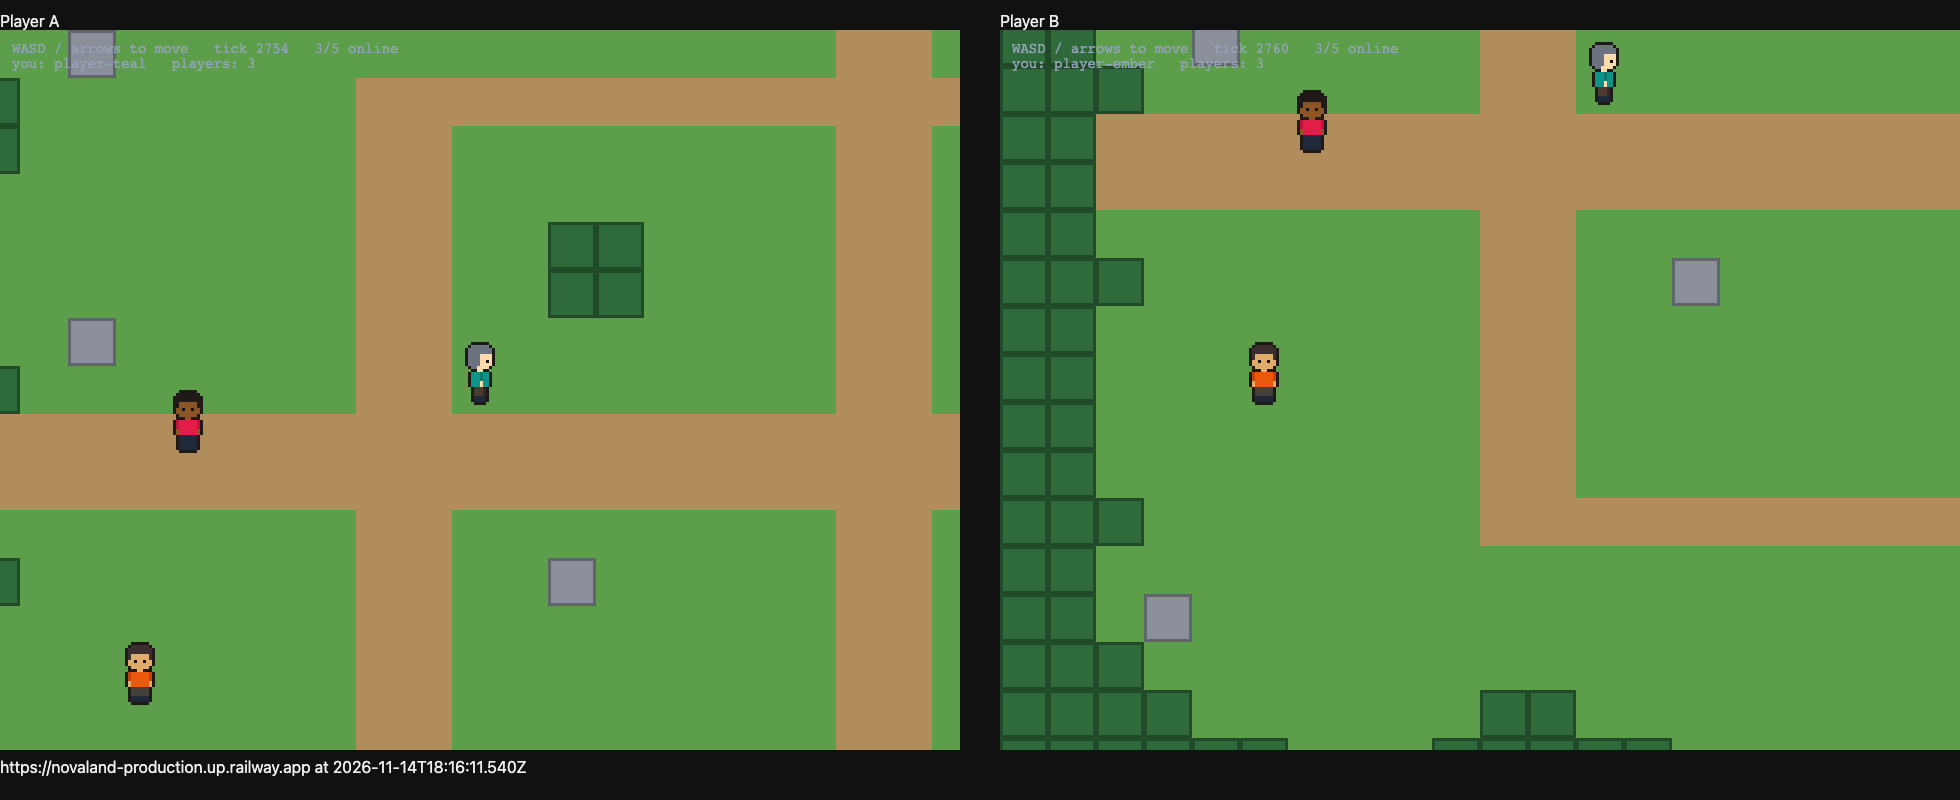 Player A
WASD / arrows to move   tick 2754   3/5 online
you: player-teal   players: 3
Player B
WASD / arrows to move   tick 2760   3/5 online
you: player-ember   players: 3
https://novaland-production.up.railway.app at 2026-11-14T18:16:11.540Z